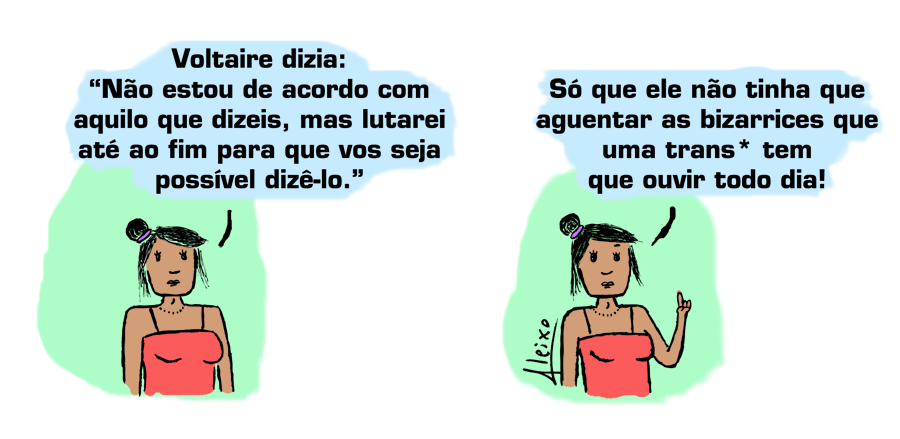 Voltaire dizia:
“Não estou de acordo com
aquilo que dizeis, mas lutarei
até ao fim para que vos seja
possível dizê-lo.”
Só que ele não tinha que
aguentar as bizarrices que
uma trans* tem
que ouvir todo dia!
Aleixo